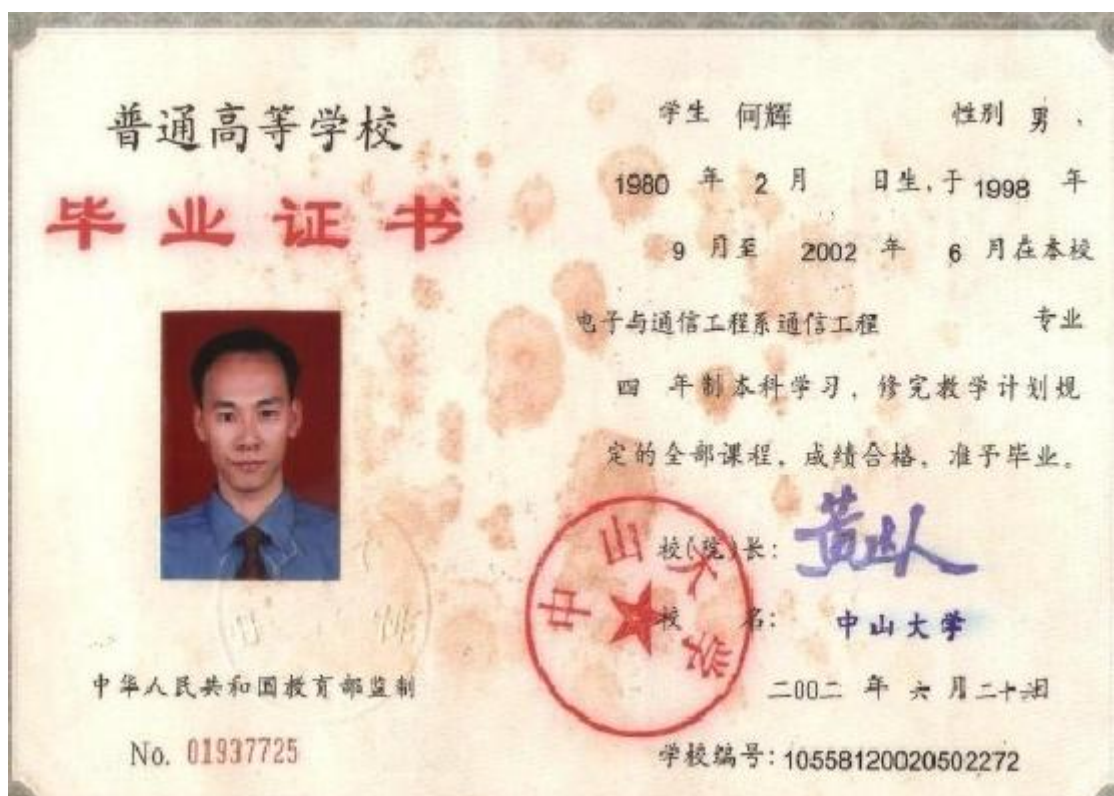 普通高等学校
毕业证书
中华人民共和国教育部监制
No. 01937725
学生 何辉 性别 男、
1980 年 2 月 日生，于 1998 年
9 月至 2002 年 6 月在本校
电子与通信工程系通信工程 专业
四 年制本科学习，修完教学计划规
定的全部课程，成绩合格，准予毕业。
校(院)长：
校 名： 中山大学
中山大学
二00二 年 六 月二十 日
学校编号：10558120020502272